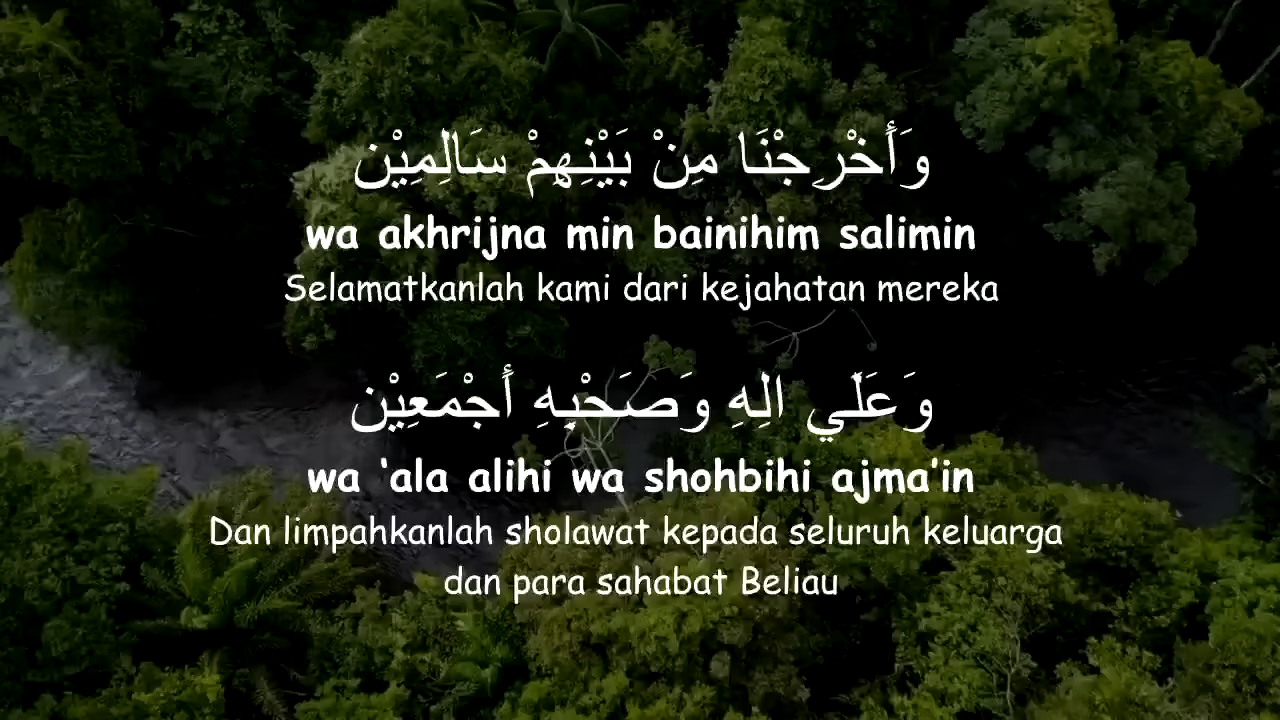 وَأَخْرِجْنَا مِنْ بَيْنِهِمْ سَالِمِيْن
wa akhrijna min bainihim salimin
Selamatkanlah kami dari kejahatan mereka
وَعَلَي الِهِ وَصَحْبِهِ أَجْمَعِيْن
wa ‘ala alihi wa shohbihi ajma’in
Dan limpahkanlah sholawat kepada seluruh keluarga
dan para sahabat Beliau